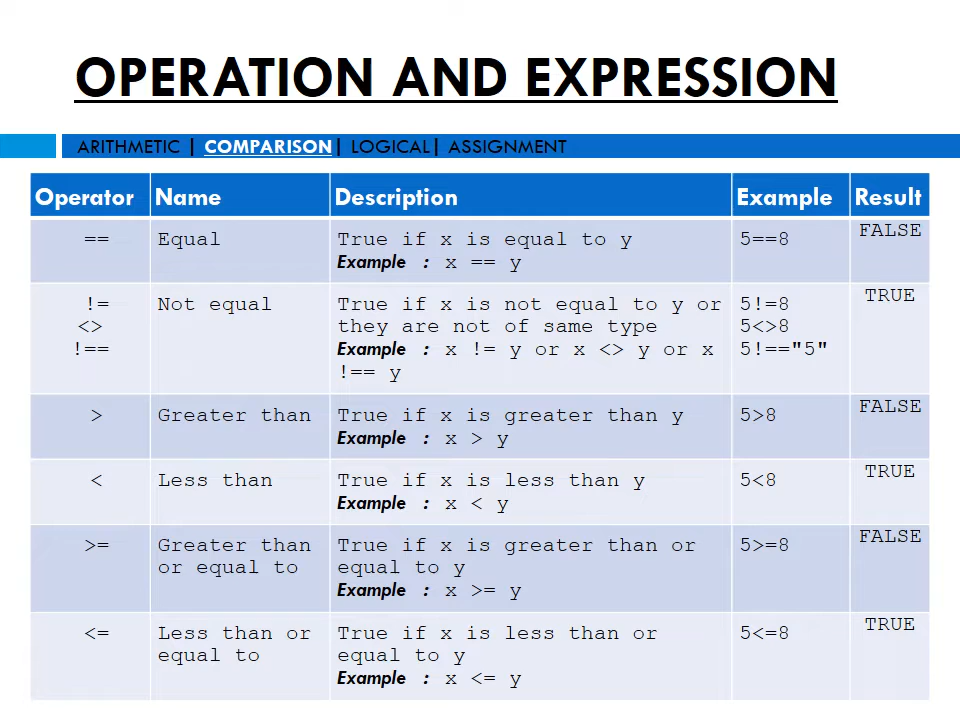 OPERATION AND EXPRESSION
ARITHMETIC | COMPARISON| LOGICAL| ASSIGNMENT
Operator Name Description Example Result
== Equal True if x is equal to y 5==8 FALSE
Example : x == y
!= Not equal True if x is not equal to y or 5!=8 TRUE
<> they are not of same type 5<>8
!== Example : x != y or x <> y or x 5!=="5"
!== y
> Greater than True if x is greater than y 5>8 FALSE
Example : x > y
< Less than True if x is less than y 5<8 TRUE
Example : x < y
>= Greater than True if x is greater than or 5>=8 FALSE
or equal to equal to y
Example : x >= y
<= Less than or True if x is less than or 5<=8 TRUE
equal to equal to y
Example : x <= y